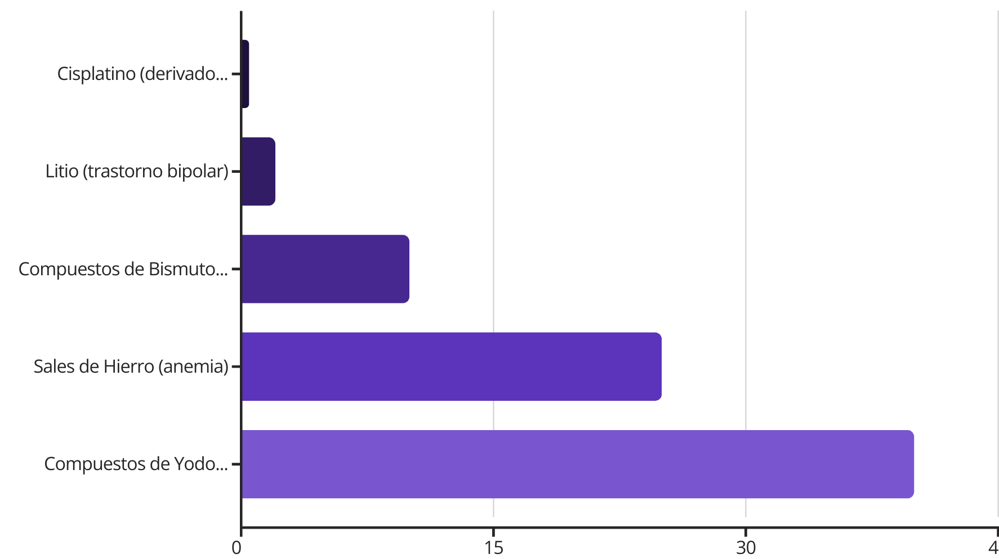 Cisplatino (derivado...
Litio (trastorno bipolar)
Compuestos de Bismuto...
Sales de Hierro (anemia)
Compuestos de Yodo...
0 15 30 4